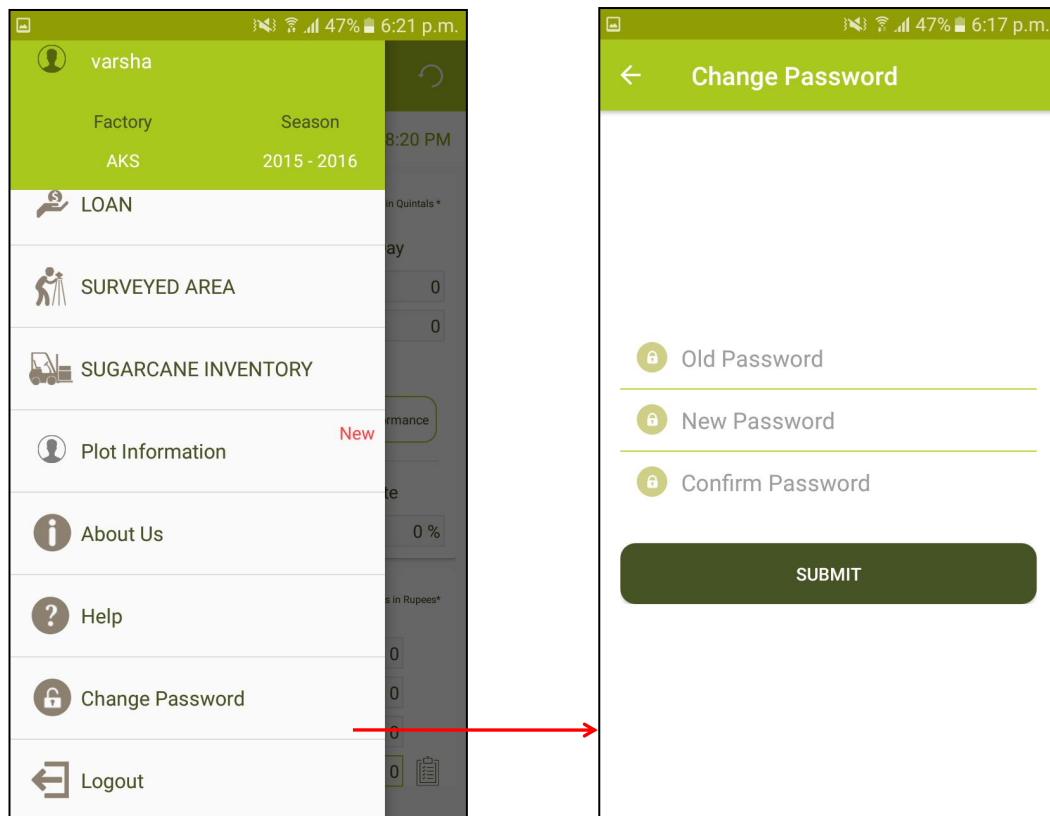 47% 6:21 p.m.
varsha
Factory Season
AKS 2015 - 2016
8:20 PM
LOAN
in Quintals *
ay
SURVEYED AREA
0
0
SUGARCANE INVENTORY
rmance
New
Plot Information
te
About Us
0 %
s in Rupees*
Help
0
Change Password
0
0
0
Logout
47% 6:17 p.m.
Change Password
Old Password
New Password
Confirm Password
SUBMIT